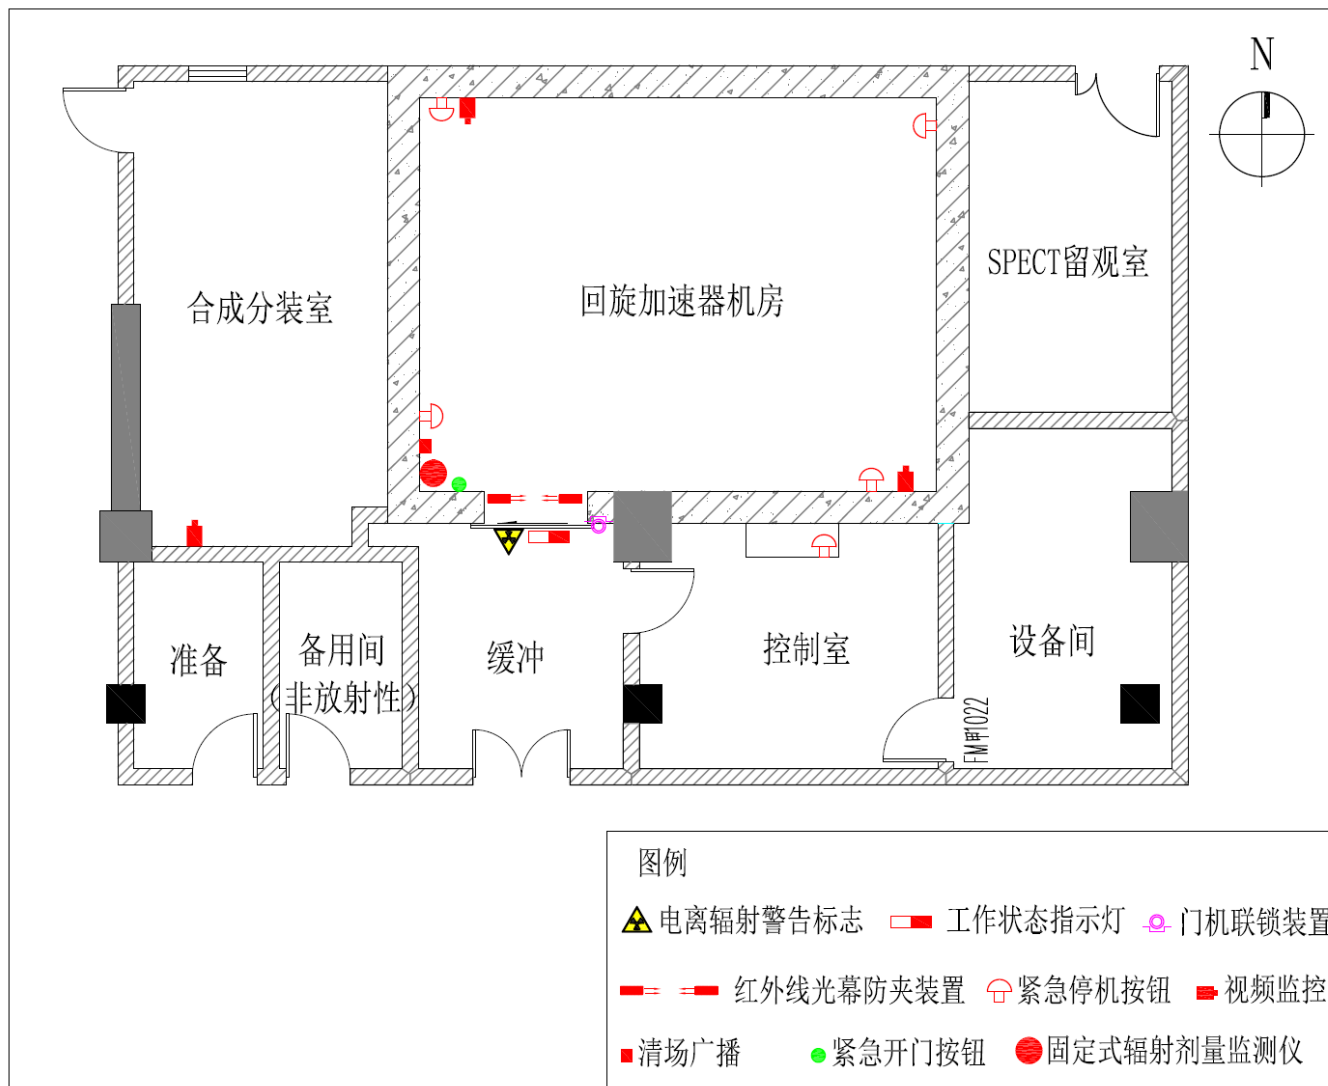 N
SPECT留观室
合成分装室
回旋加速器机房
准备
备用间
（非放射性）
缓冲
控制室
设备间
FM甲1022
图例
电离辐射警告标志
工作状态指示灯
门机联锁装置
红外线光幕防夹装置
紧急停机按钮
视频监控
清场广播
紧急开门按钮
固定式辐射剂量监测仪